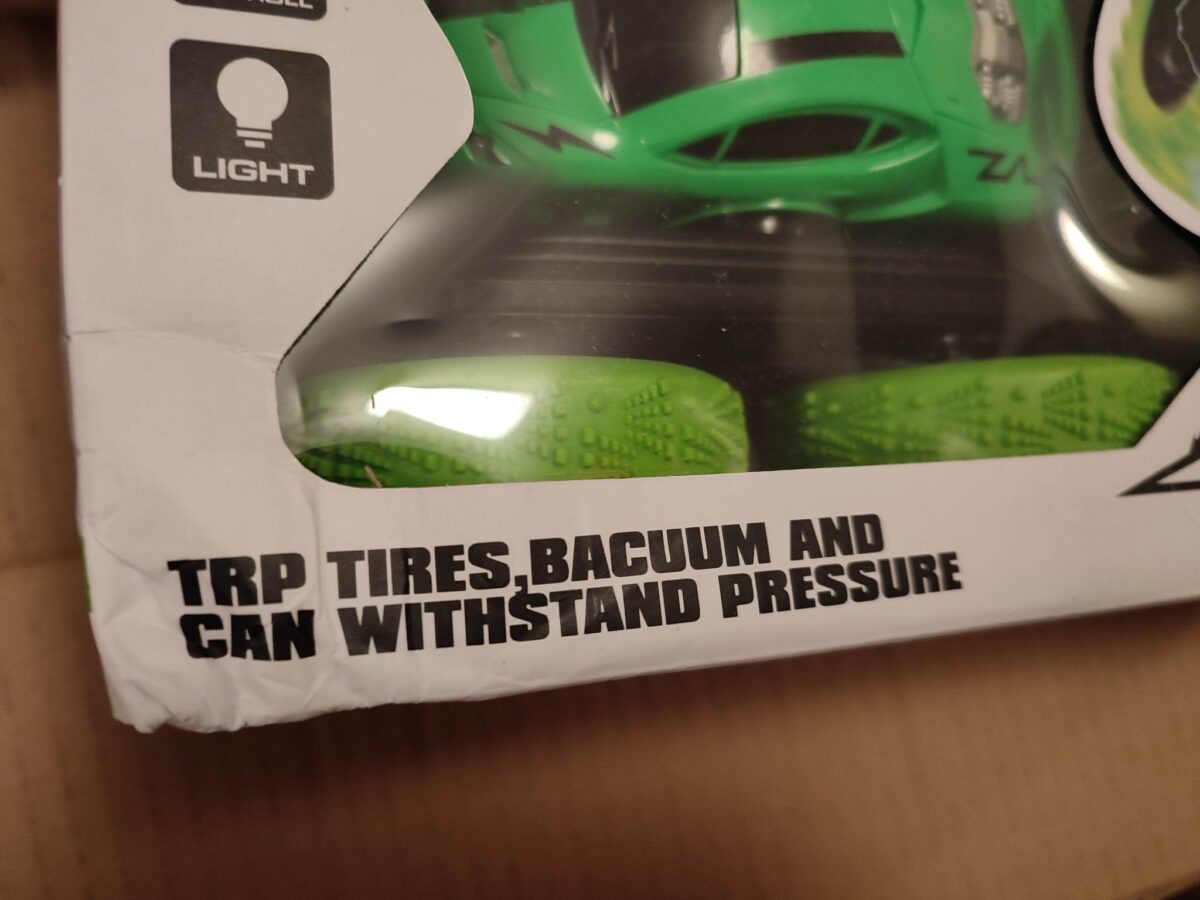 LIGHT
TRP TIRES,BACUUM AND
CAN WITHSTAND PRESSURE